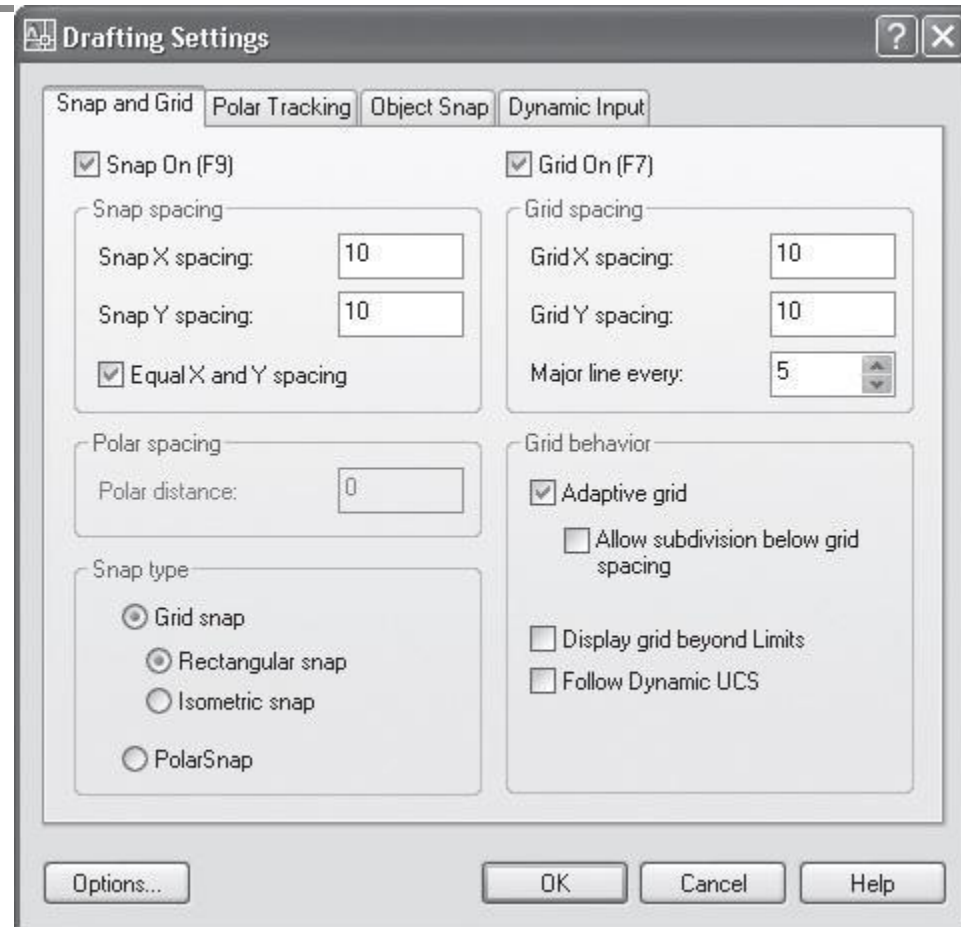 Drafting Settings
Snap and Grid
Polar Tracking
Object Snap
Dynamic Input
Snap On (F9)
Snap spacing
Snap X spacing:
10
Snap Y spacing:
10
Equal X and Y spacing
Polar spacing
Polar distance:
0
Snap type
Grid snap
Rectangular snap
Isometric snap
PolarSnap
Grid On (F7)
Grid spacing
Grid X spacing:
10
Grid Y spacing:
10
Major line every:
5
Grid behavior
Adaptive grid
Allow subdivision below grid
spacing
Display grid beyond Limits
Follow Dynamic UCS
Options...
OK
Cancel
Help